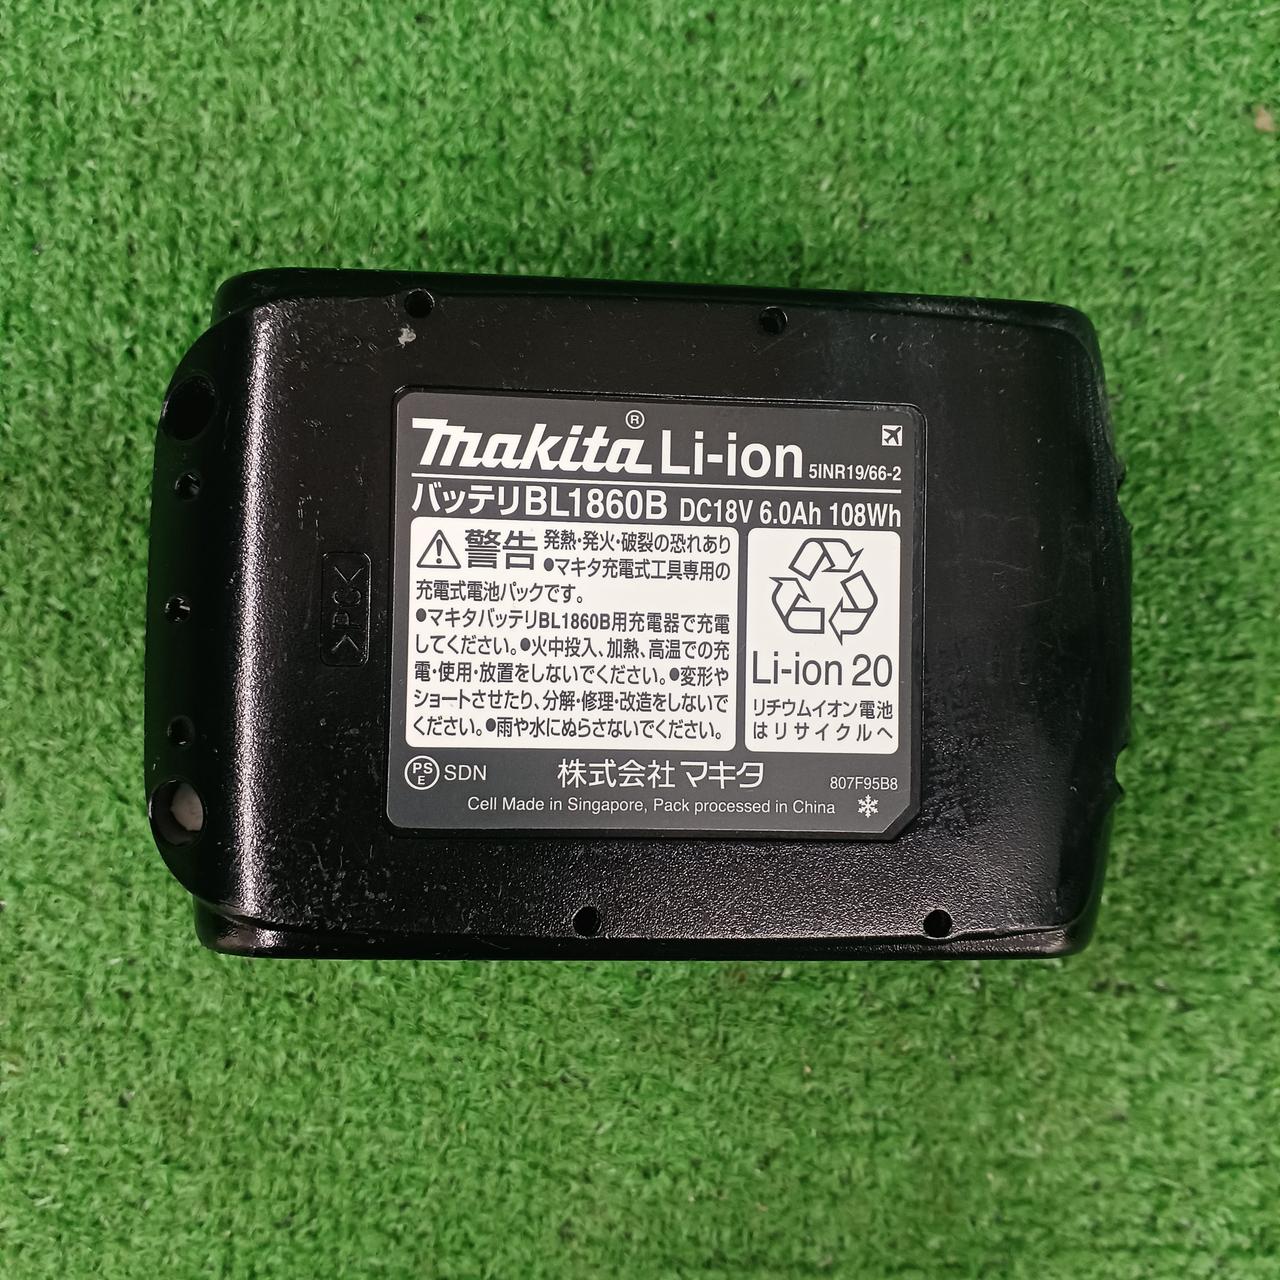 makita® Li-ion 5INR19/66-2
バッテリBL1860B DC18V 6.0Ah 108Wh
警告 発熱・発火・破裂の恐れあり
●マキタ充電式工具専用の
充電式電池パックです。
●マキタバッテリBL1860B用充電器で充電
してください。●火中投入、加熱、高温での充
電・使用・放置をしないでください。●変形や
ショートさせたり、分解・修理・改造をしないで
ください。●雨や水にぬらさないでください。
Li-ion 20
リチウムイオン電池
はリサイクルへ
PS
E SDN 株式会社マキタ 807F95B8
Cell Made in Singapore, Pack processed in China
>PC<